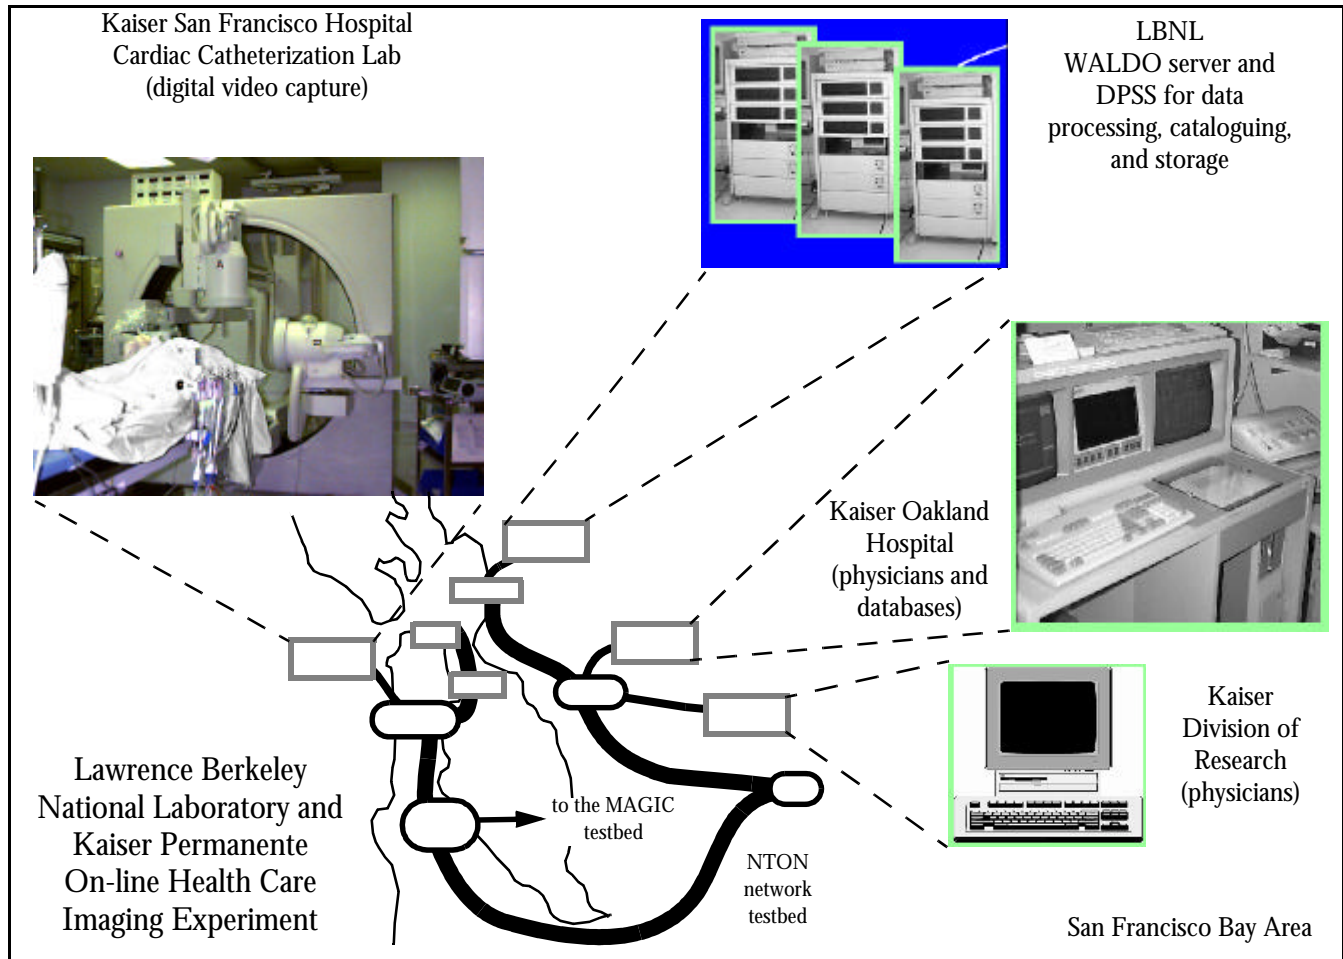 Kaiser San Francisco Hospital
Cardiac Catheterization Lab
(digital video capture)
LBNL
WALDO server and
DPSS for data
processing, cataloguing,
and storage
Kaiser Oakland
Hospital
(physicians and
databases)
Kaiser
Division of
Research
(physicians)
Lawrence Berkeley
National Laboratory and
Kaiser Permanente
On-line Health Care
Imaging Experiment
to the MAGIC
testbed
NTON
network
testbed
San Francisco Bay Area